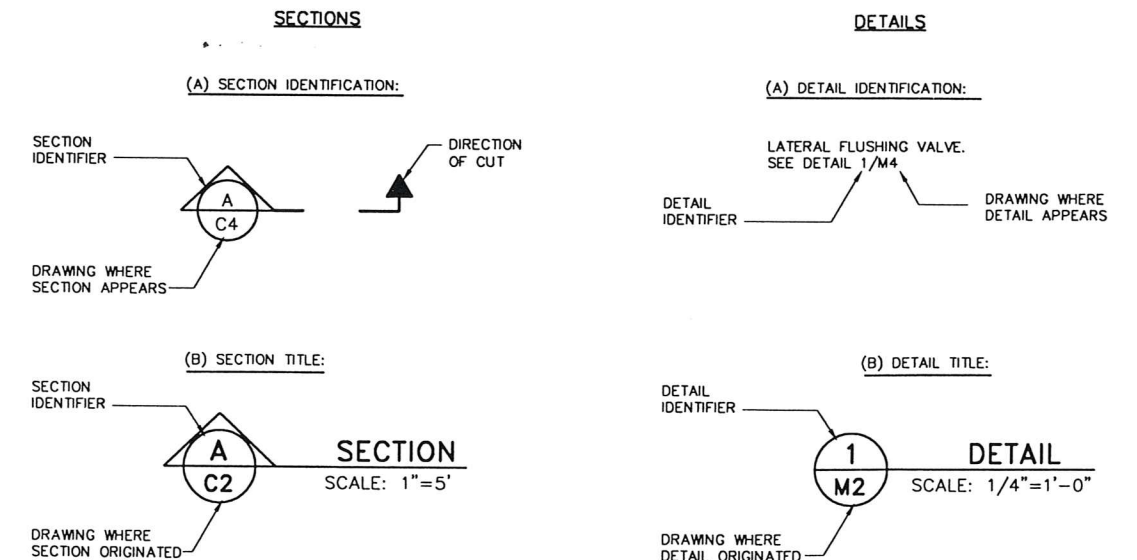 SECTIONS
(A) SECTION IDENTIFICATION:
SECTION
IDENTIFIER
DIRECTION
OF CUT
A
C4
DRAWING WHERE
SECTION APPEARS
(B) SECTION TITLE:
SECTION
IDENTIFIER
A
C2
SECTION
SCALE: 1"=5'
DRAWING WHERE
SECTION ORIGINATED
DETAILS
(A) DETAIL IDENTIFICATION:
LATERAL FLUSHING VALVE.
SEE DETAIL 1/M4
DETAIL
IDENTIFIER
DRAWING WHERE
DETAIL APPEARS
(B) DETAIL TITLE:
DETAIL
IDENTIFIER
1
M2
DETAIL
SCALE: 1/4"=1'-0"
DRAWING WHERE
DETAIL ORIGINATED